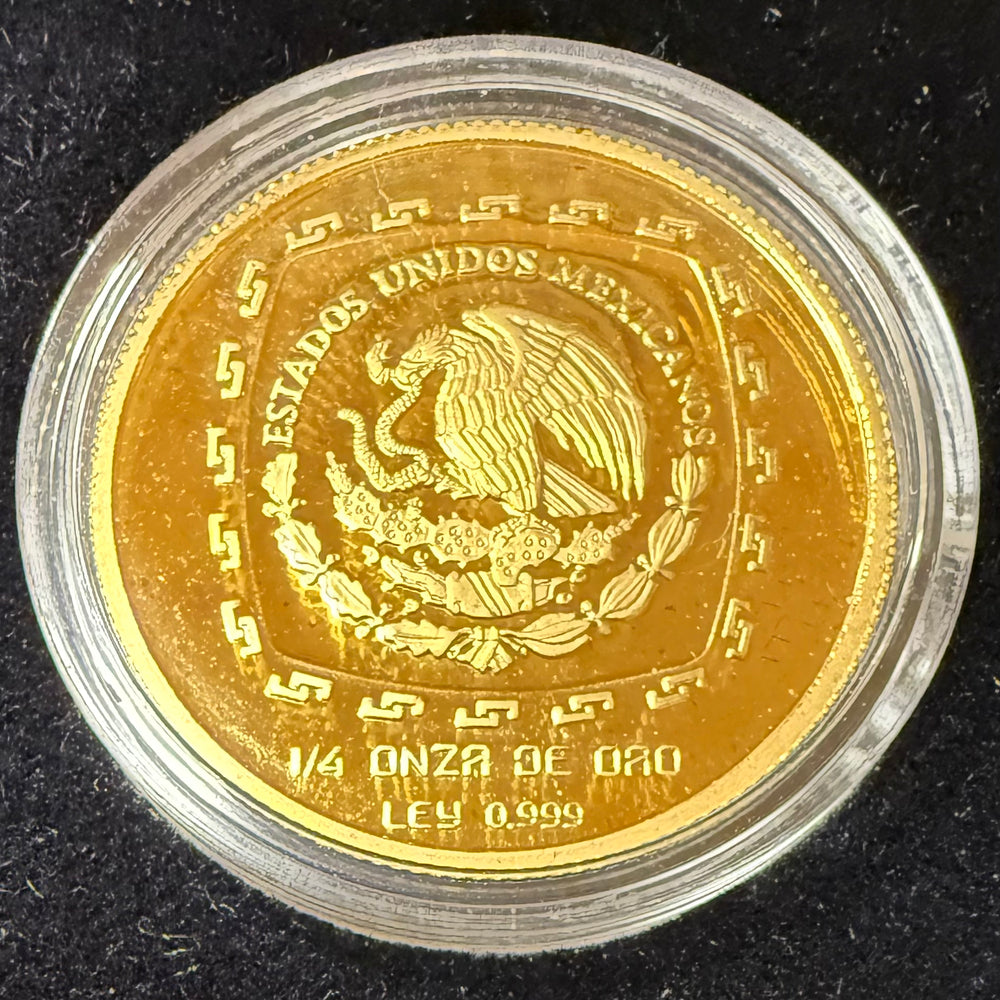 ESTADOS UNIDOS MEXICANOS
1/4 ONZA DE ORO
LEY 0.999